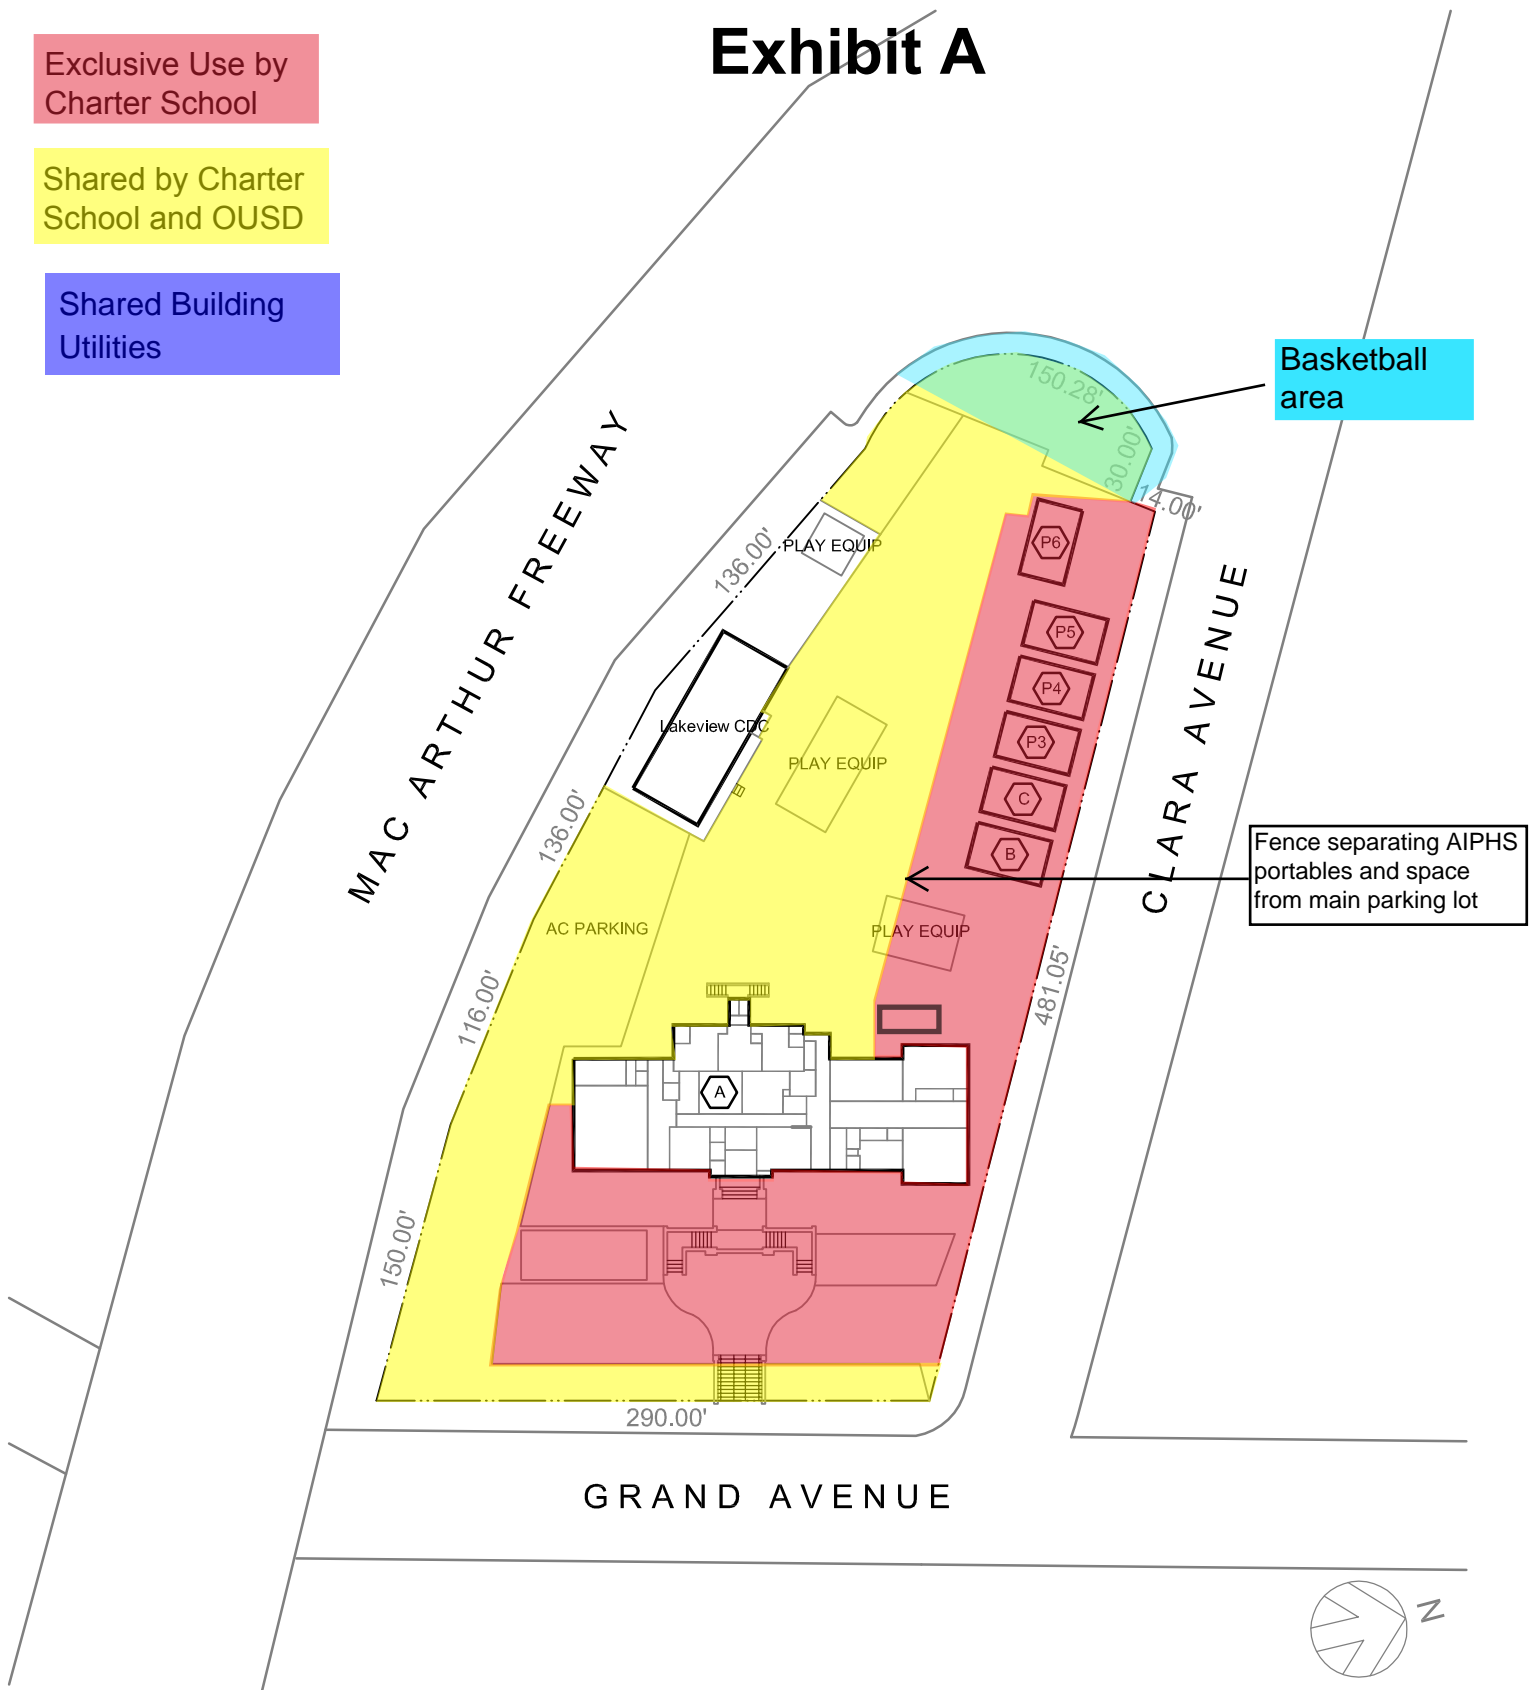 Exhibit A
Exclusive Use by
Charter School
Shared by Charter
School and OUSD
Shared Building
Utilities
Basketball
area
150.28'
30.00'
14.00'
P6
PLAY EQUIP
136.00'
MAC ARTHUR FREEWAY
P5
P4
Lakeview CDC
P3
PLAY EQUIP
C
B
CLARA AVENUE
136.00'
Fence separating AIPHS
portables and space
from main parking lot
AC PARKING
PLAY EQUIP
481.05'
116.00'
A
150.00'
290.00'
GRAND AVENUE
N